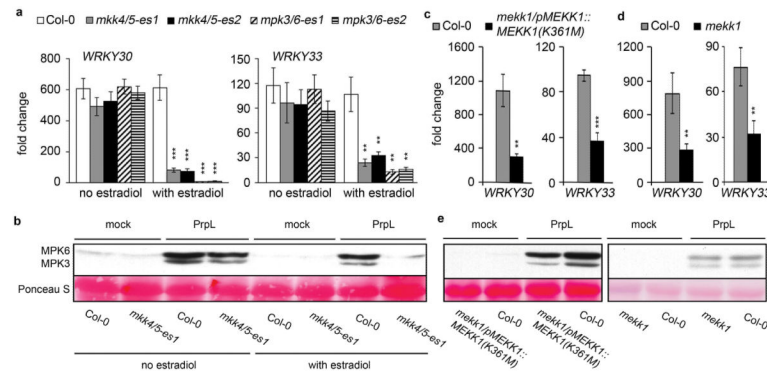 a
Col-0 mkk4/5-es1 mkk4/5-es2 mpk3/6-es1 mpk3/6-es2
WRKY30
WRKY33
fold change
800
600
400
200
0
150
120
90
60
30
0
*** *** *** ***
** ** ** **
no estradiol with estradiol
no estradiol with estradiol
c
Col-0 mekk1/pMEKK1::
MEKK1(K361M)
fold change
1600
1200
800
400
0
120
90
60
30
0
** ***
WRKY30 WRKY33
d
Col-0 mekk1
1200
900
600
300
0
90
60
30
0
** **
WRKY30 WRKY33
b
mock PrpL mock PrpL
MPK6
MPK3
Ponceau S
Col-0 mkk4/5-es1 Col-0 mkk4/5-es1 Col-0 mkk4/5-es1 Col-0 mkk4/5-es1
no estradiol with estradiol
e
mock PrpL mock PrpL
mekk1/pMEKK1::
MEKK1(K361M)
Col-0
mekk1/pMEKK1::
MEKK1(K361M)
Col-0
mekk1 Col-0 mekk1 Col-0